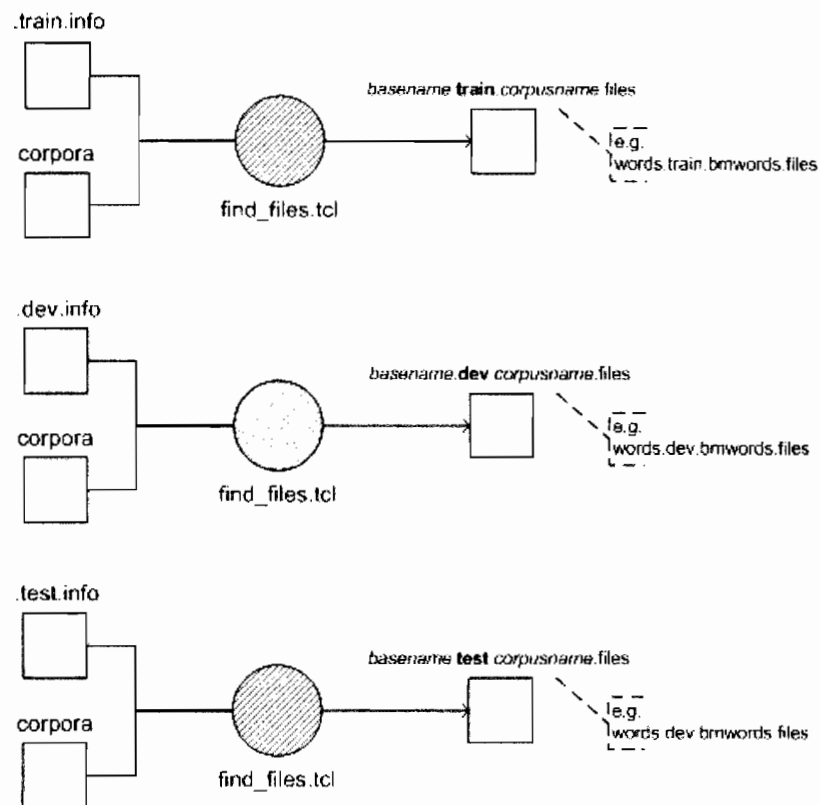 .train.info
basename.train.corpusname.files
corpora
e.g.
words.train.bmwords.files
find_files.tcl
.dev.info
basename.dev corpusname.files
corpora
e.g.
words.dev.bmwords.files
find_files.tcl
.test.info
basename test corpusname.files
corpora
e.g.
words dev bmwords files
find_files.tcl